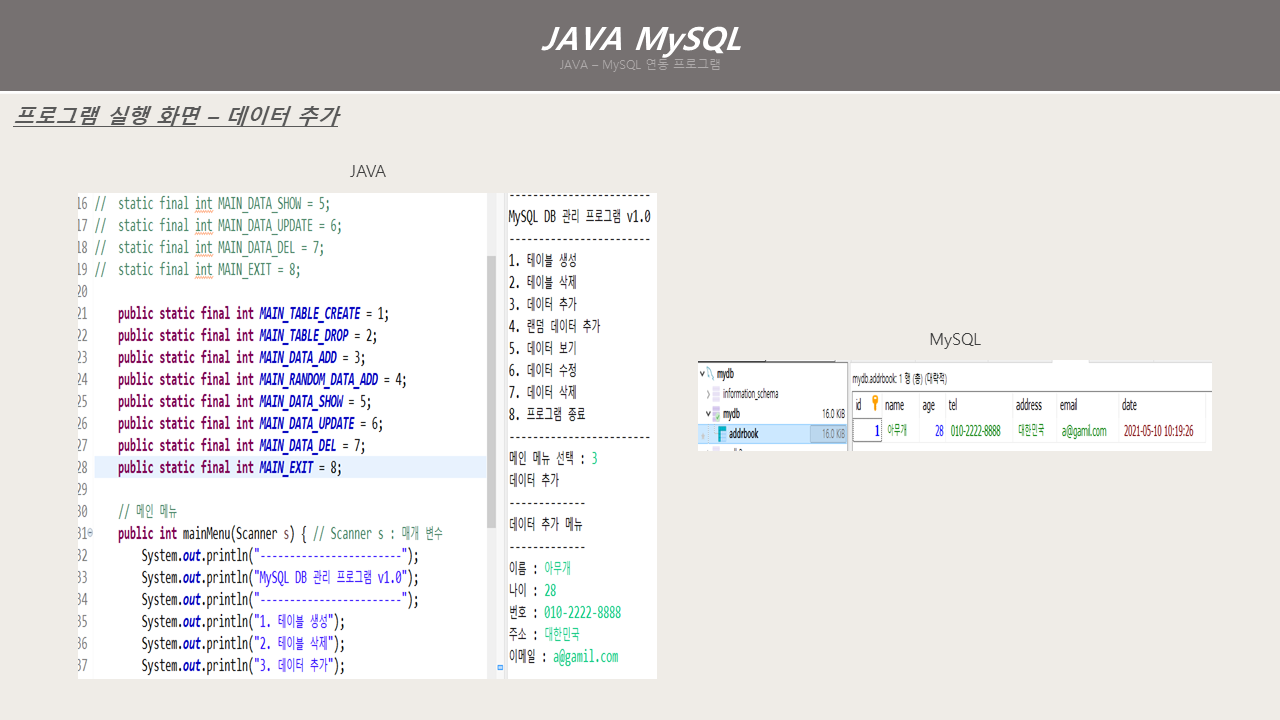 JAVA MySQL
JAVA – MySQL 연동 프로그램
프로그램 실행 화면 – 데이터 추가
JAVA
16 // static final int MAIN_DATA_SHOW = 5;
17 // static final int MAIN_DATA_UPDATE = 6;
18 // static final int MAIN_DATA_DEL = 7;
19 // static final int MAIN_EXIT = 8;
20
21 public static final int MAIN_TABLE_CREATE = 1;
22 public static final int MAIN_TABLE_DROP = 2;
23 public static final int MAIN_DATA_ADD = 3;
24 public static final int MAIN_RANDOM_DATA_ADD = 4;
25 public static final int MAIN_DATA_SHOW = 5;
26 public static final int MAIN_DATA_UPDATE = 6;
27 public static final int MAIN_DATA_DEL = 7;
28 public static final int MAIN_EXIT = 8;
29
30 // 메인 메뉴
31 public int mainMenu(Scanner s) { // Scanner s : 매개 변수
32 System.out.println("------------------------");
33 System.out.println("MySQL DB 관리 프로그램 v1.0");
34 System.out.println("------------------------");
35 System.out.println("1. 테이블 생성");
36 System.out.println("2. 테이블 삭제");
37 System.out.println("3. 데이터 추가");
------------------------
MySQL DB 관리 프로그램 v1.0
------------------------
1. 테이블 생성
2. 테이블 삭제
3. 데이터 추가
4. 랜덤 데이터 추가
5. 데이터 보기
6. 데이터 수정
7. 데이터 삭제
8. 프로그램 종료
------------------------
메인 메뉴 선택 : 3
데이터 추가
-------------
데이터 추가 메뉴
-------------
이름 : 아무개
나이 : 28
번호 : 010-2222-8888
주소 : 대한민국
이메일 : a@gamil.com
MySQL
mydb
information_schema
mydb 16.0 KiB
addrbook 16.0 KiB
mydb.addrbook: 1 행 (총) (대략적)
id name age tel address email date
1 아무개 28 010-2222-8888 대한민국 a@gamil.com 2021-05-10 10:19:26